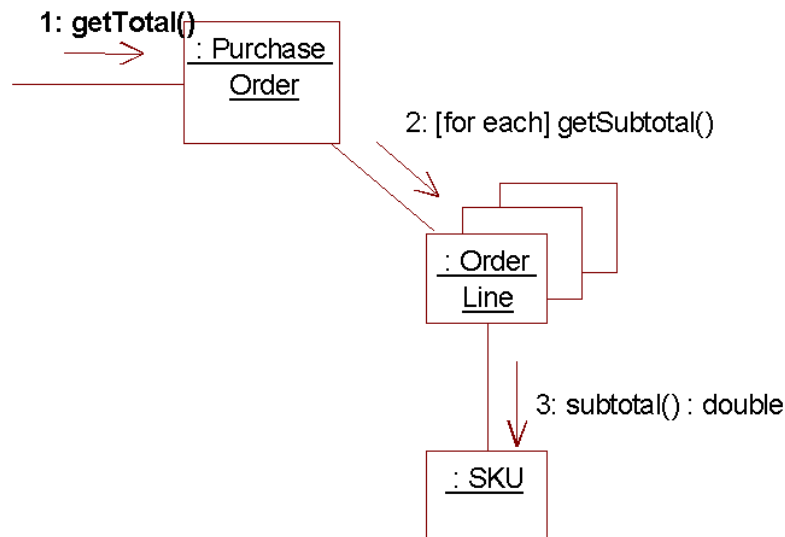 1: getTotal()
: Purchase
Order
2: [for each] getSubtotal()
: Order
Line
3: subtotal() : double
: SKU